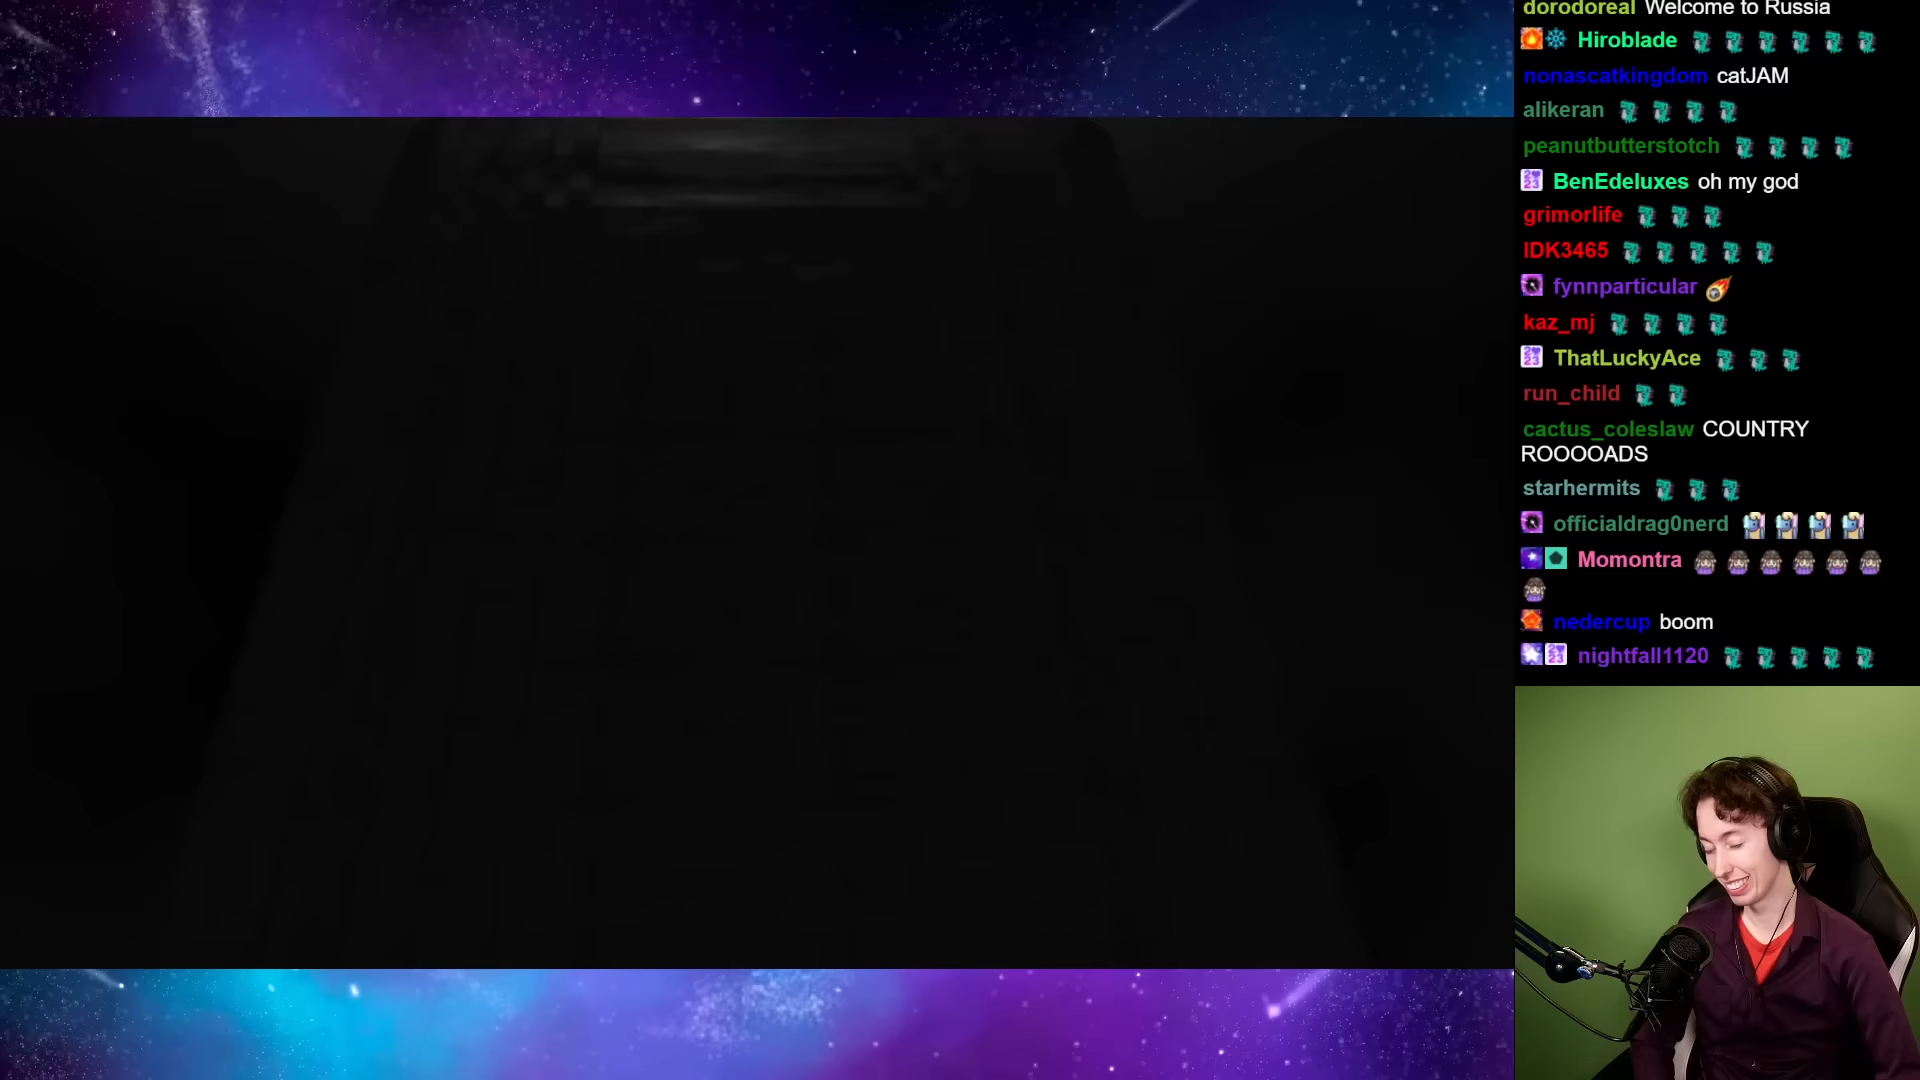 dorodoreal Welcome to Russia
Hiroblade
nonascatkingdom catJAM
alikeran
peanutbutterstotch
BenEdeluxes oh my god
grimorlife
IDK3465
fynnparticular
kaz_mj
ThatLuckyAce
run_child
cactus_coleslaw COUNTRY
ROOOOADS
starhermits
officialdrag0nerd
Momontra
nedercup boom
nightfall1120